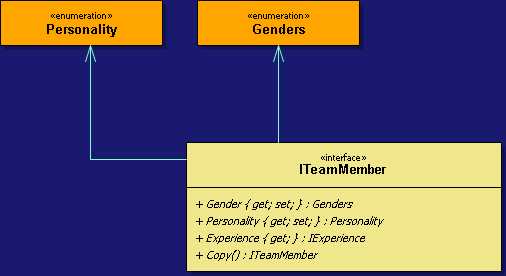 «enumeration»
Personality
«enumeration»
Genders
«interface»
ITeamMember
+ Gender { get; set; } : Genders
+ Personality { get; set; } : Personality
+ Experience { get; } : IExperience
+ Copy() : ITeamMember